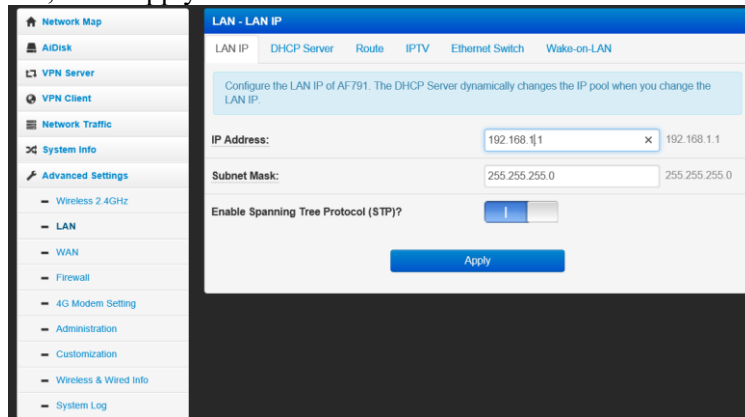 Network Map
AiDisk
VPN Server
VPN Client
Network Traffic
System Info
Advanced Settings
Wireless 2.4GHz
LAN
WAN
Firewall
4G Modem Setting
Administration
Customization
Wireless & Wired Info
System Log
LAN - LAN IP
LAN IP DHCP Server Route IPTV Ethernet Switch Wake-on-LAN
Configure the LAN IP of AF791. The DHCP Server dynamically changes the IP pool when you change the
LAN IP.
IP Address: 192.168.1.1 × 192.168.1.1
Subnet Mask: 255.255.255.0 255.255.255.0
Enable Spanning Tree Protocol (STP)?
Apply